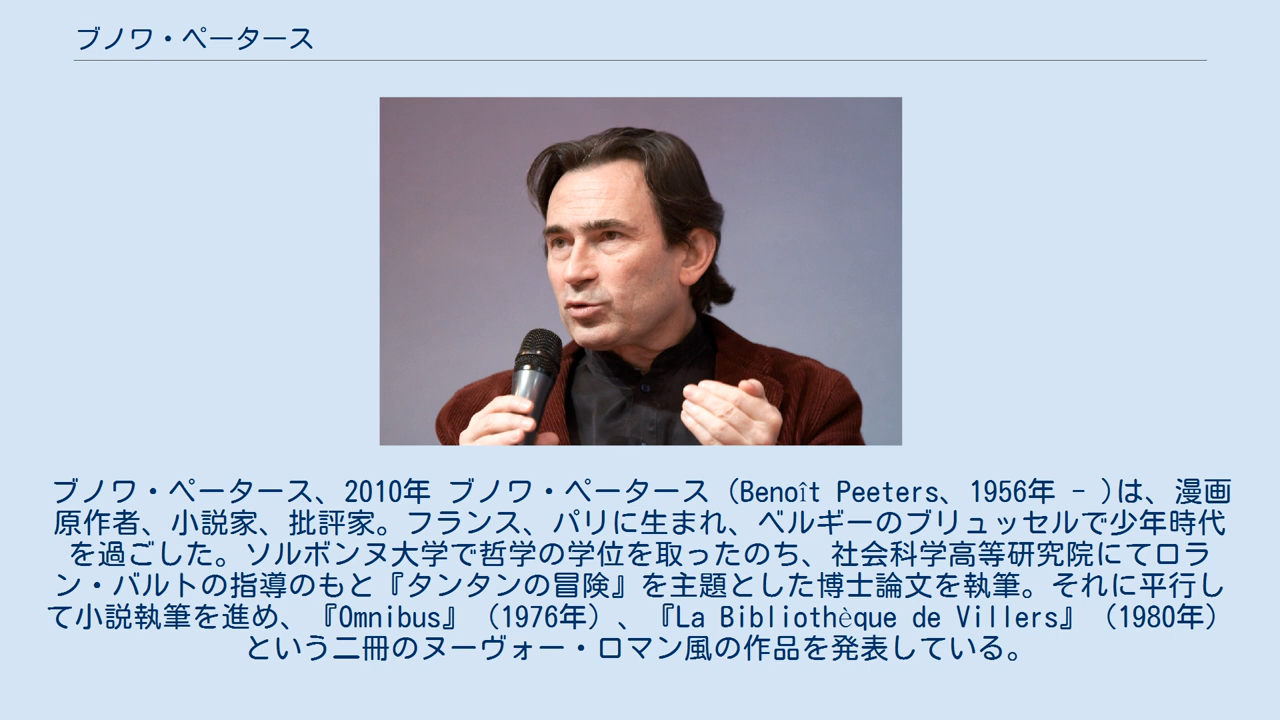 ブノワ・ペータース
ブノワ・ペータース、2010年 ブノワ・ペータース（Benoît Peeters、1956年 - )は、漫画
原作者、小説家、批評家。フランス、パリに生まれ、ベルギーのブリュッセルで少年時代
を過ごした。ソルボンヌ大学で哲学の学位を取ったのち、社会科学高等研究院にてロラ
ン・バルトの指導のもと『タンタンの冒険』を主題とした博士論文を執筆。それに平行し
て小説執筆を進め、『Omnibus』（1976年）、『La Bibliothèque de Villers』（1980年）
という二冊のヌーヴォー・ロマン風の作品を発表している。